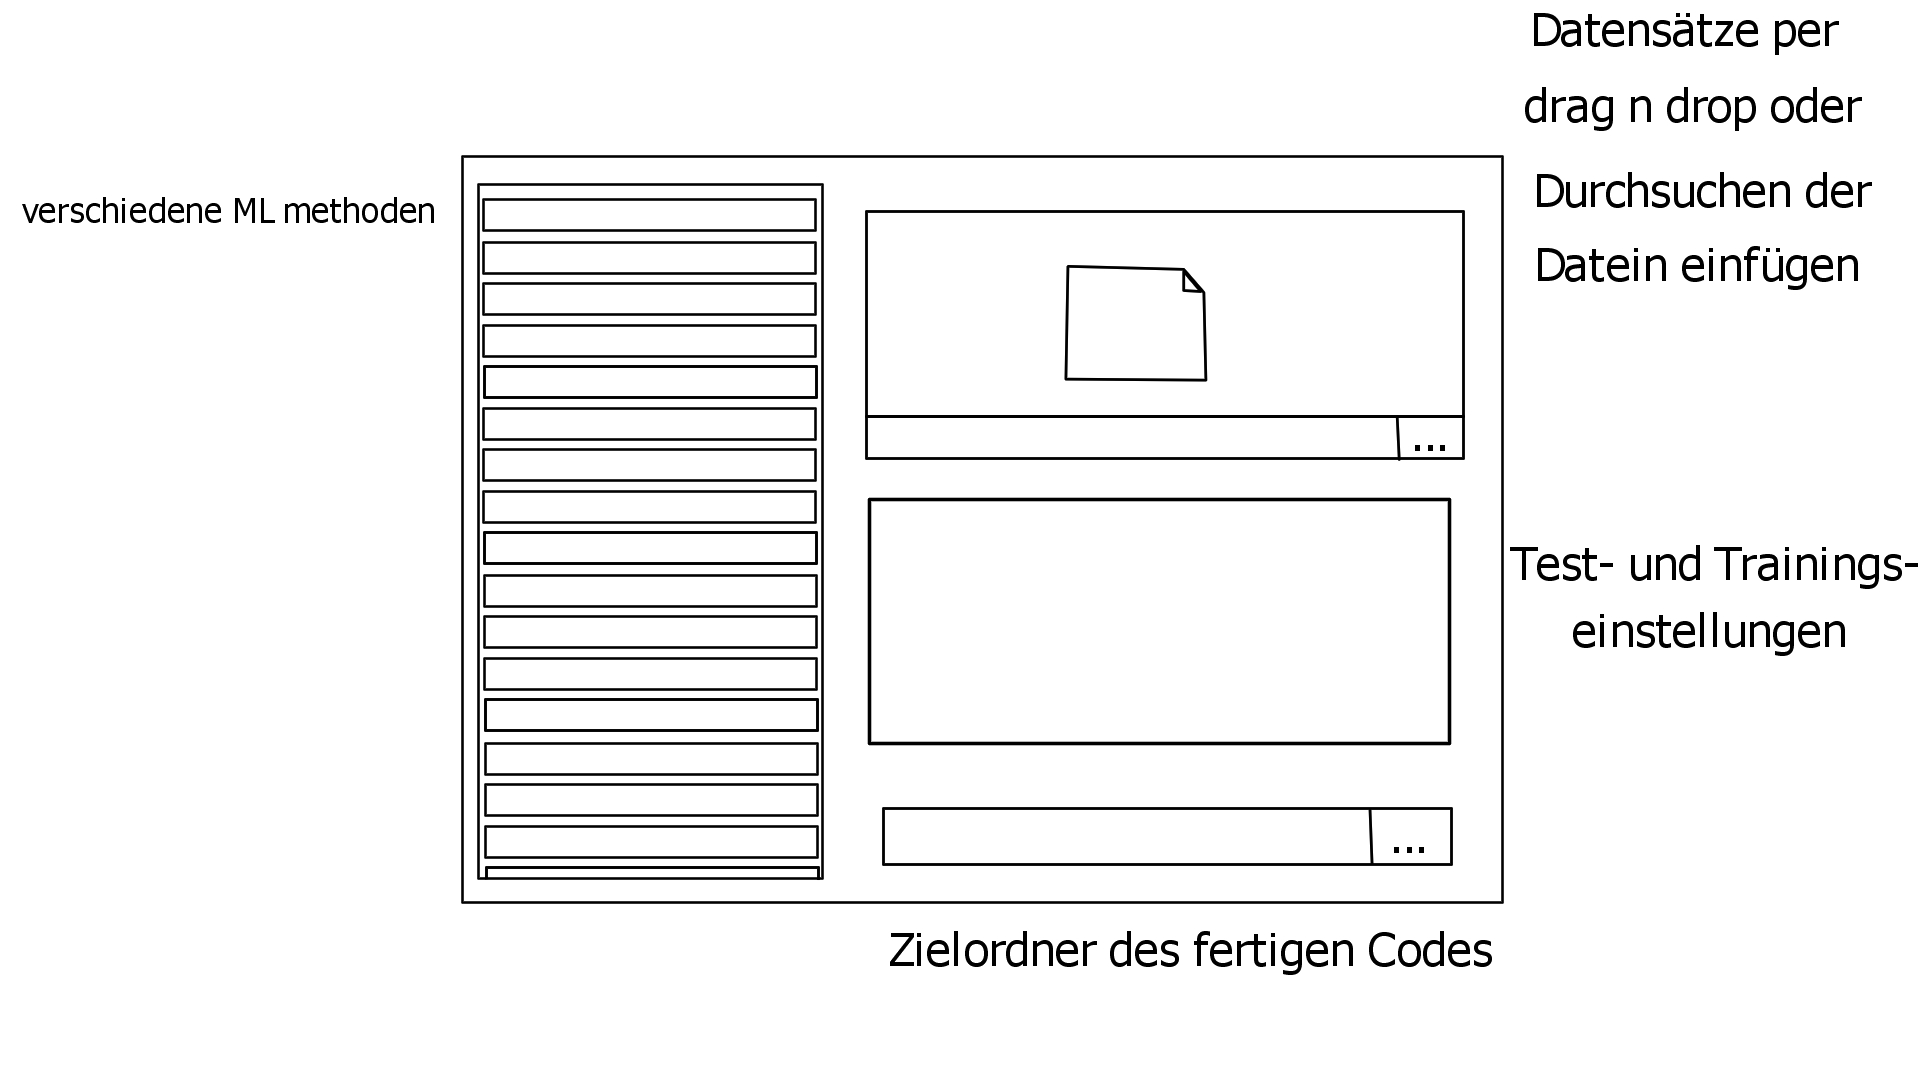 Datensätze per
drag n drop oder
Durchsuchen der
Datein einfügen
verschiedene ML methoden
...
Test- und Trainings-
einstellungen
...
Zielordner des fertigen Codes